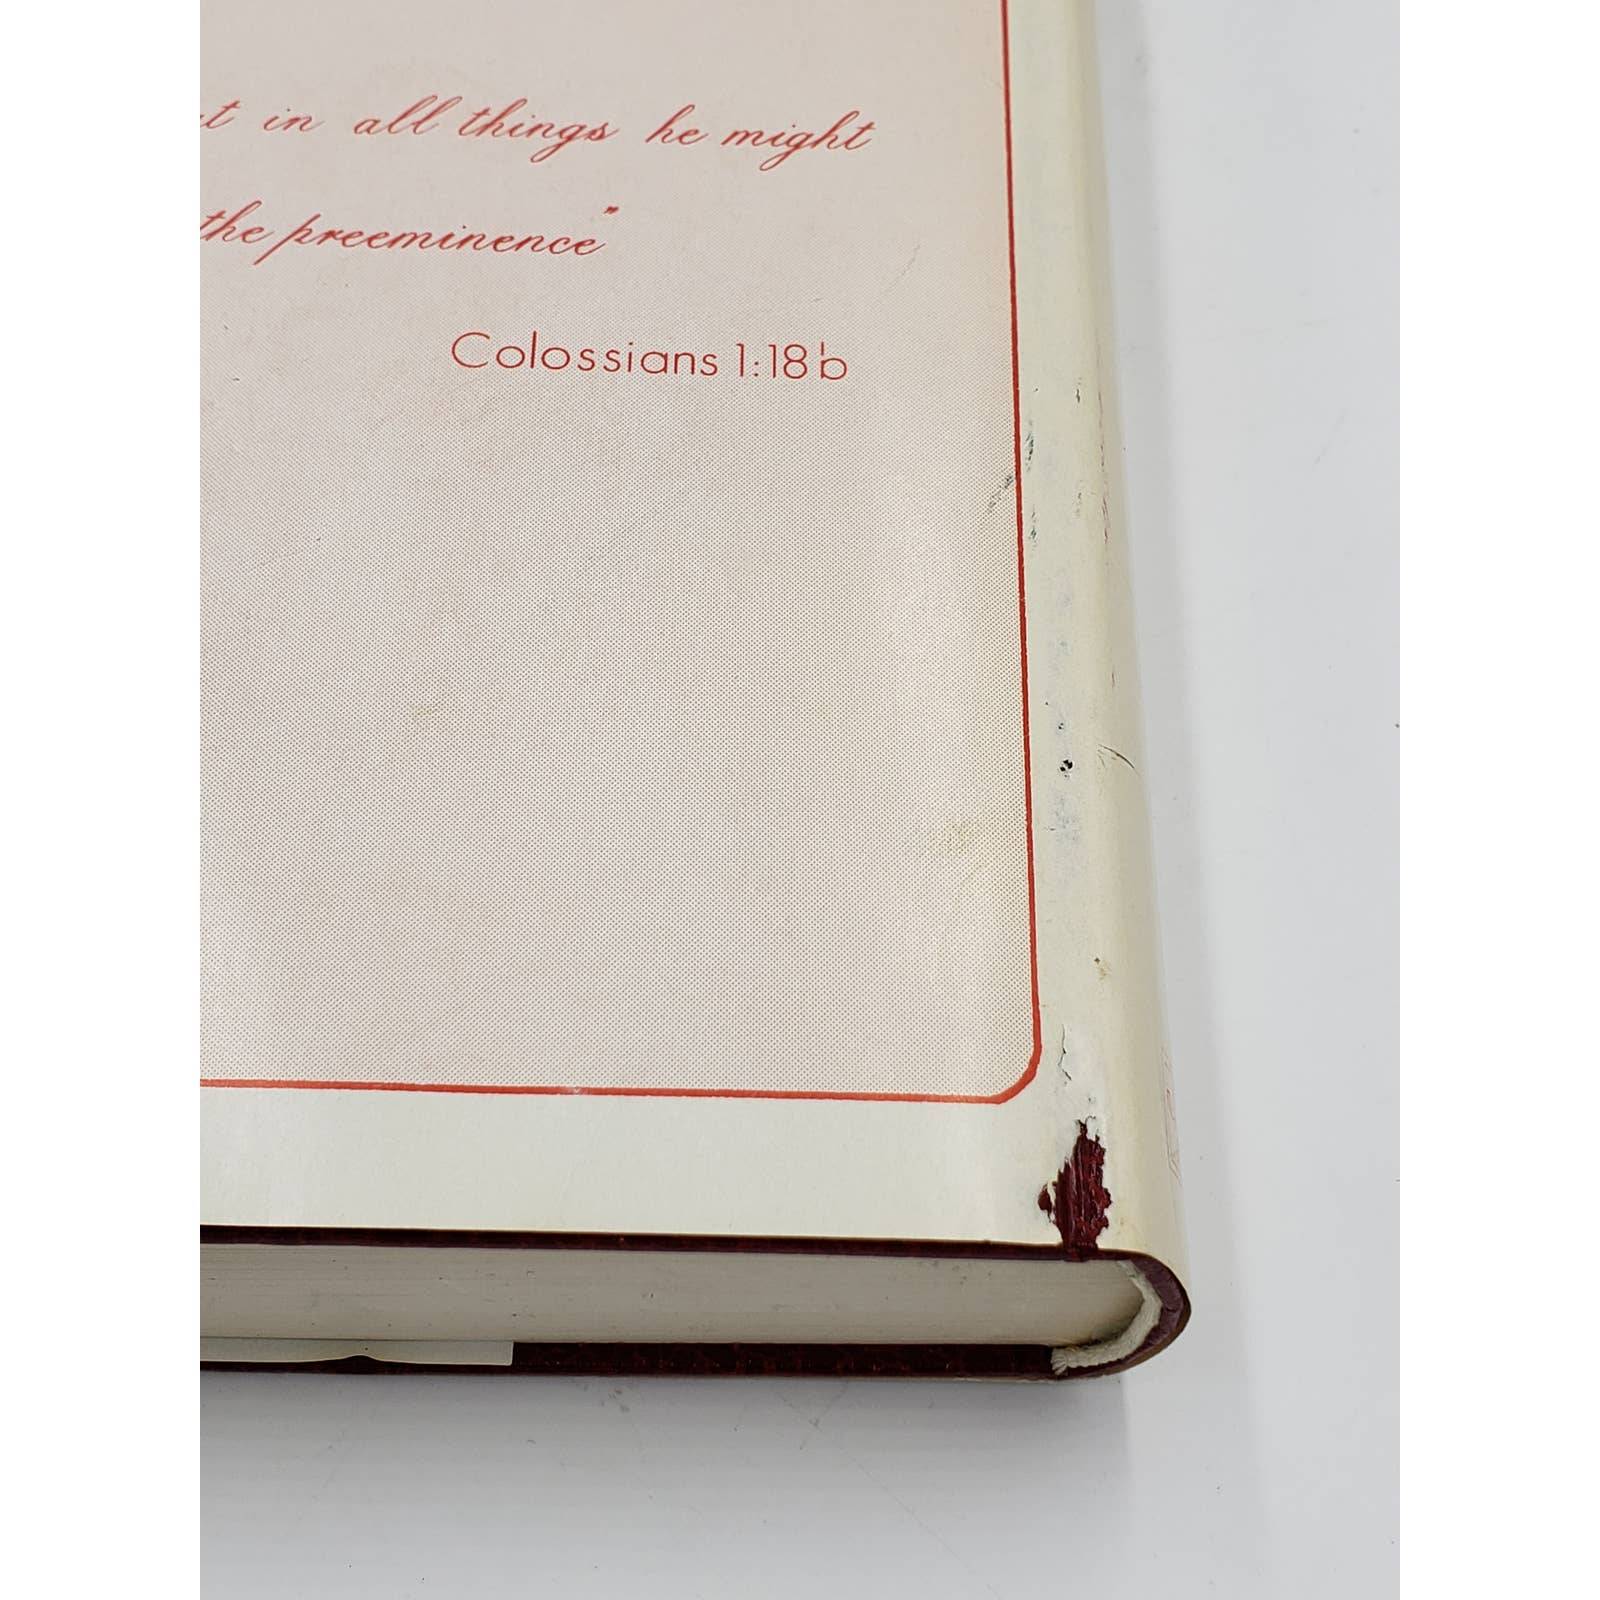 in all things he might
the preeminence"
Colossians 1:18b